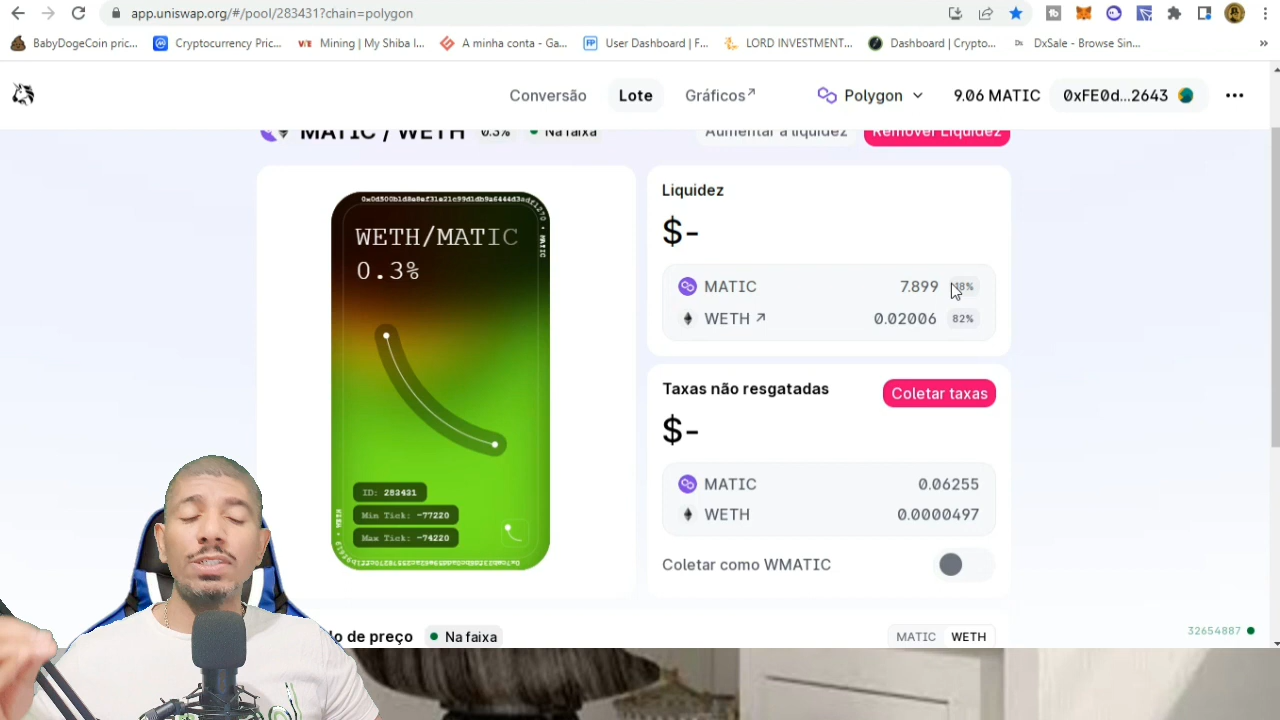 app.uniswap.org/#/pool/283431?chain=polygon
BabyDogeCoin pric...
Cryptocurrency Pric...
Mining | My Shiba I...
A minha conta - Ga...
User Dashboard | F...
LORD INVESTMENT...
Dashboard | Crypto...
DxSale - Browse Sin...
Conversão
Lote
Gráficos
Polygon
9.06 MATIC
0xFE0d...2643
MATIC / WETH
0.3%
Na faixa
Aumentar a liquidez
Remover Liquidez
WETH/MATIC
0.3%
ID: 283431
Min Tick: -77220
Max Tick: -74220
Liquidez
$-
MATIC
7.899
18%
WETH
0.02006
82%
Taxas não resgatadas
Coletar taxas
$-
MATIC
0.06255
WETH
0.0000497
Coletar como WMATIC
lo de preço
Na faixa
MATIC
WETH
32654887